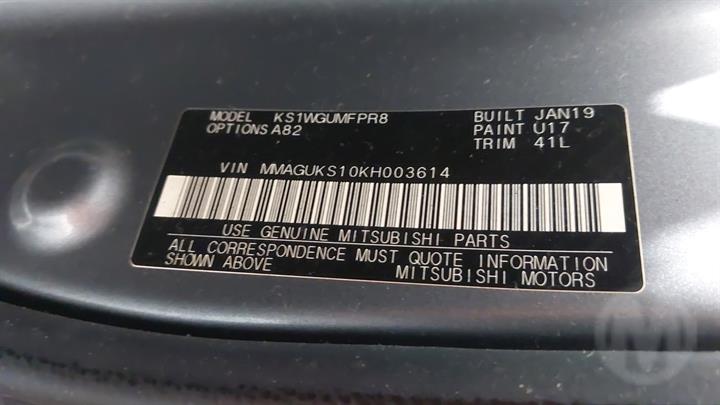 MODEL KS1WGUMFPR8 BUILT JAN19
OPTIONS A82 PAINT U17
TRIM 41L
VIN MMAGUKS10KH003614
USE GENUINE MITSUBISHI PARTS
ALL CORRESPONDENCE MUST QUOTE INFORMATION
SHOWN ABOVE MITSUBISHI MOTORS
M